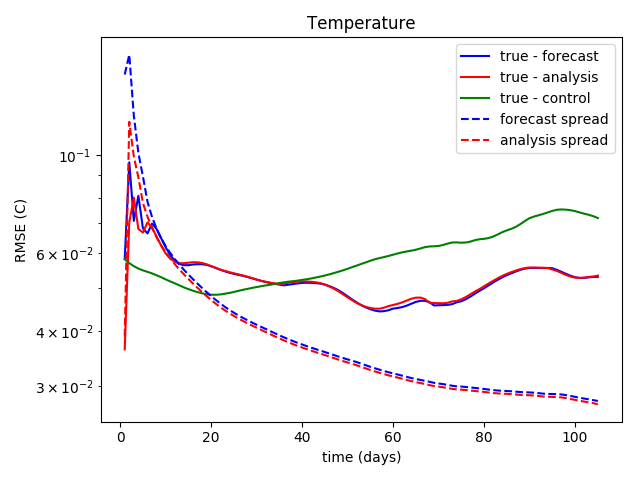 Temperature
true - forecast
true - analysis
true - control
forecast spread
analysis spread
RMSE (C)
10⁻¹
6 × 10⁻²
4 × 10⁻²
3 × 10⁻²
0 20 40 60 80 100
time (days)